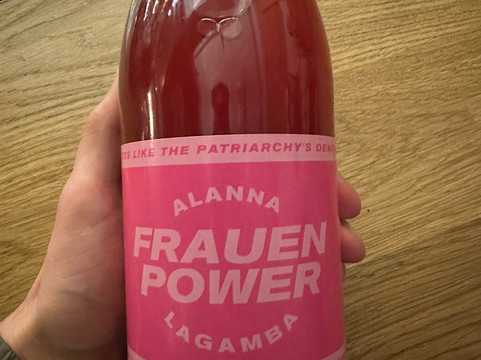 LIKE THE PATRIARCHY'S
ALANNA
FRAUEN
POWER
LAGAMBA